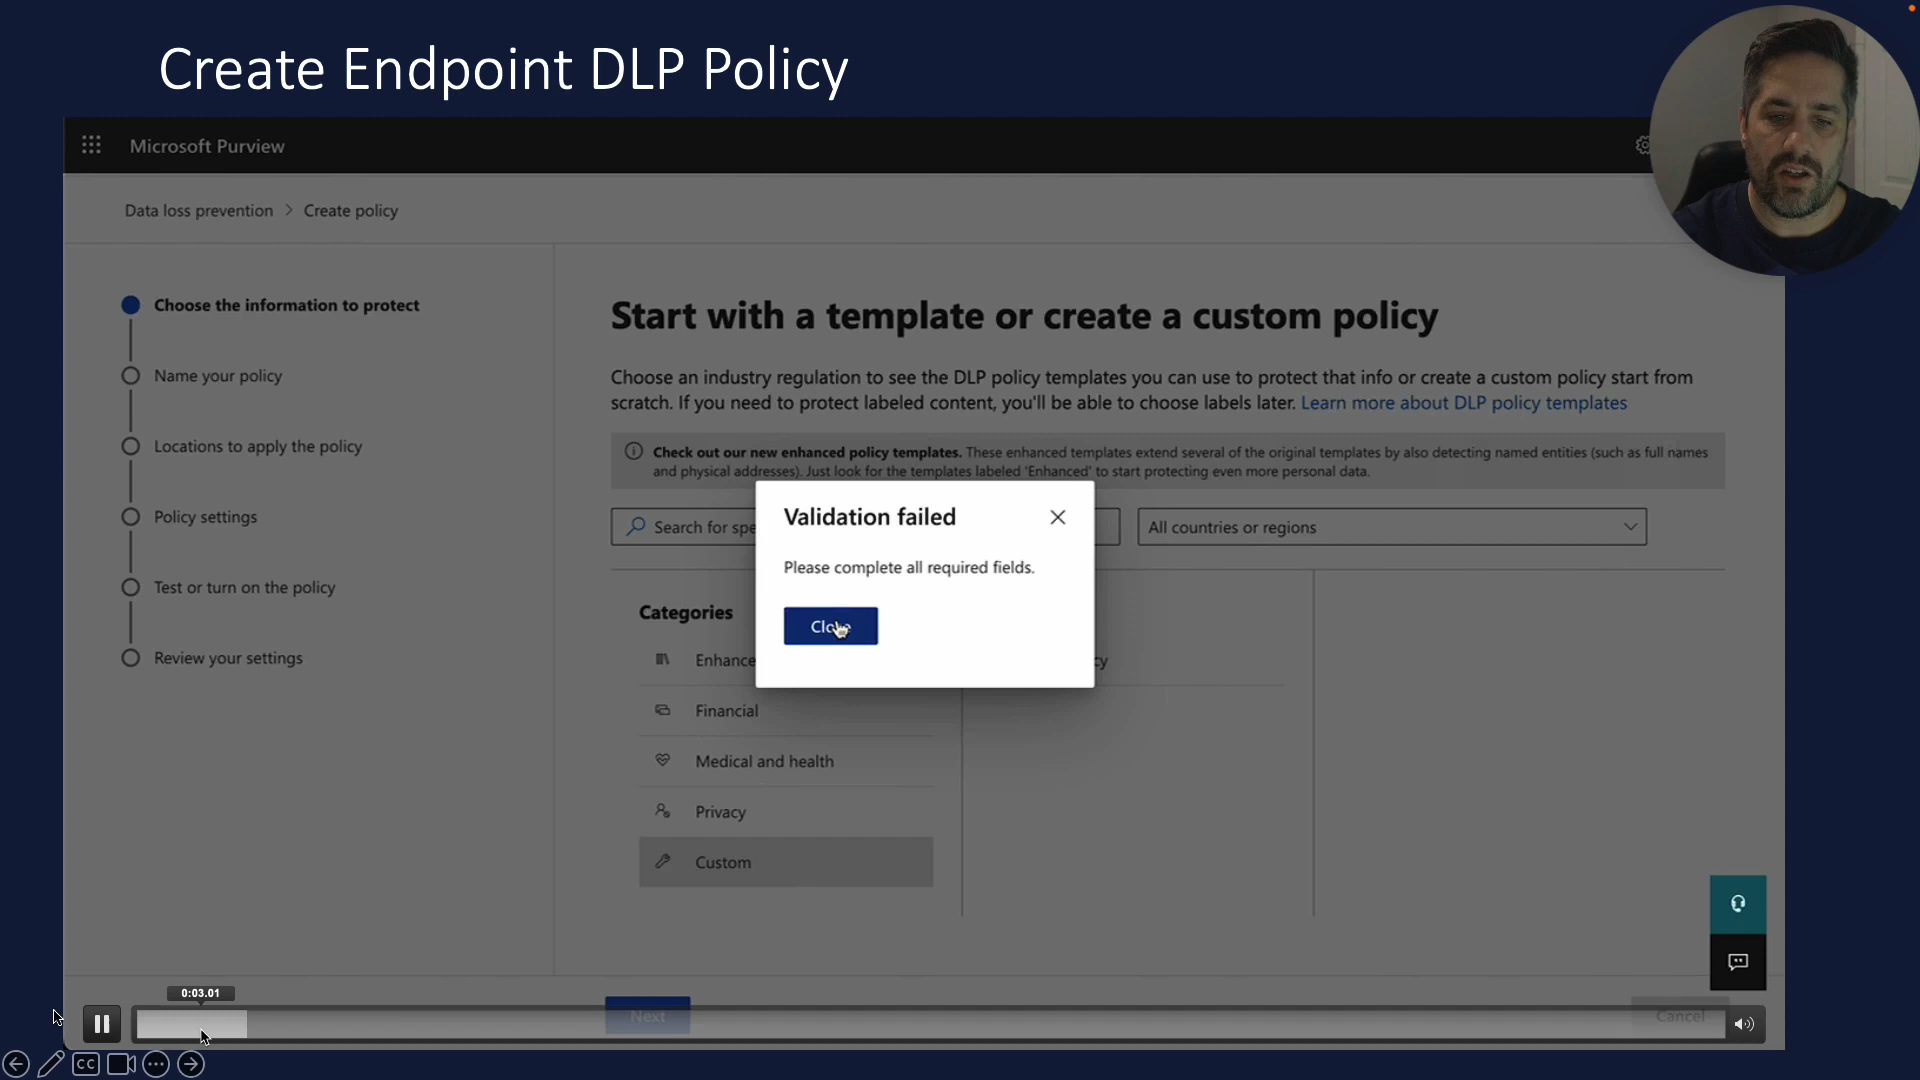 Create Endpoint DLP Policy
Microsoft Purview
Data loss prevention > Create policy
Choose the information to protect
Name your policy
Locations to apply the policy
Policy settings
Test or turn on the policy
Review your settings
Start with a template or create a custom policy
Choose an industry regulation to see the DLP policy templates you can use to protect that info or create a custom policy start from
scratch. If you need to protect labeled content, you'll be able to choose labels later. Learn more about DLP policy templates
Check out our new enhanced policy templates. These enhanced templates extend several of the original templates by also detecting named entities (such as full names
and physical addresses). Just look for the templates labeled 'Enhanced' to start protecting even more personal data.
Search for spe
All countries or regions
Validation failed
Please complete all required fields.
Close
Categories
Enhance
cy
Financial
Medical and health
Privacy
Custom
0:03.01
Next
Cancel
CC